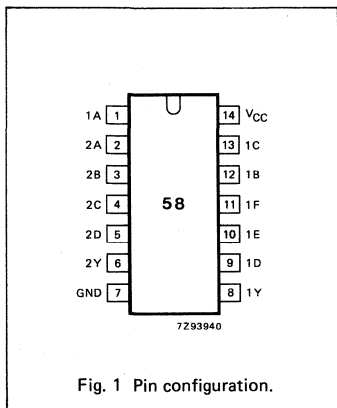 1A 1 14 VCC
2A 2 13 1C
2B 3 12 1B
2C 4 58 11 1F
2D 5 10 1E
2Y 6 9 1D
GND 7 8 1Y
7Z93940
Fig. 1 Pin configuration.